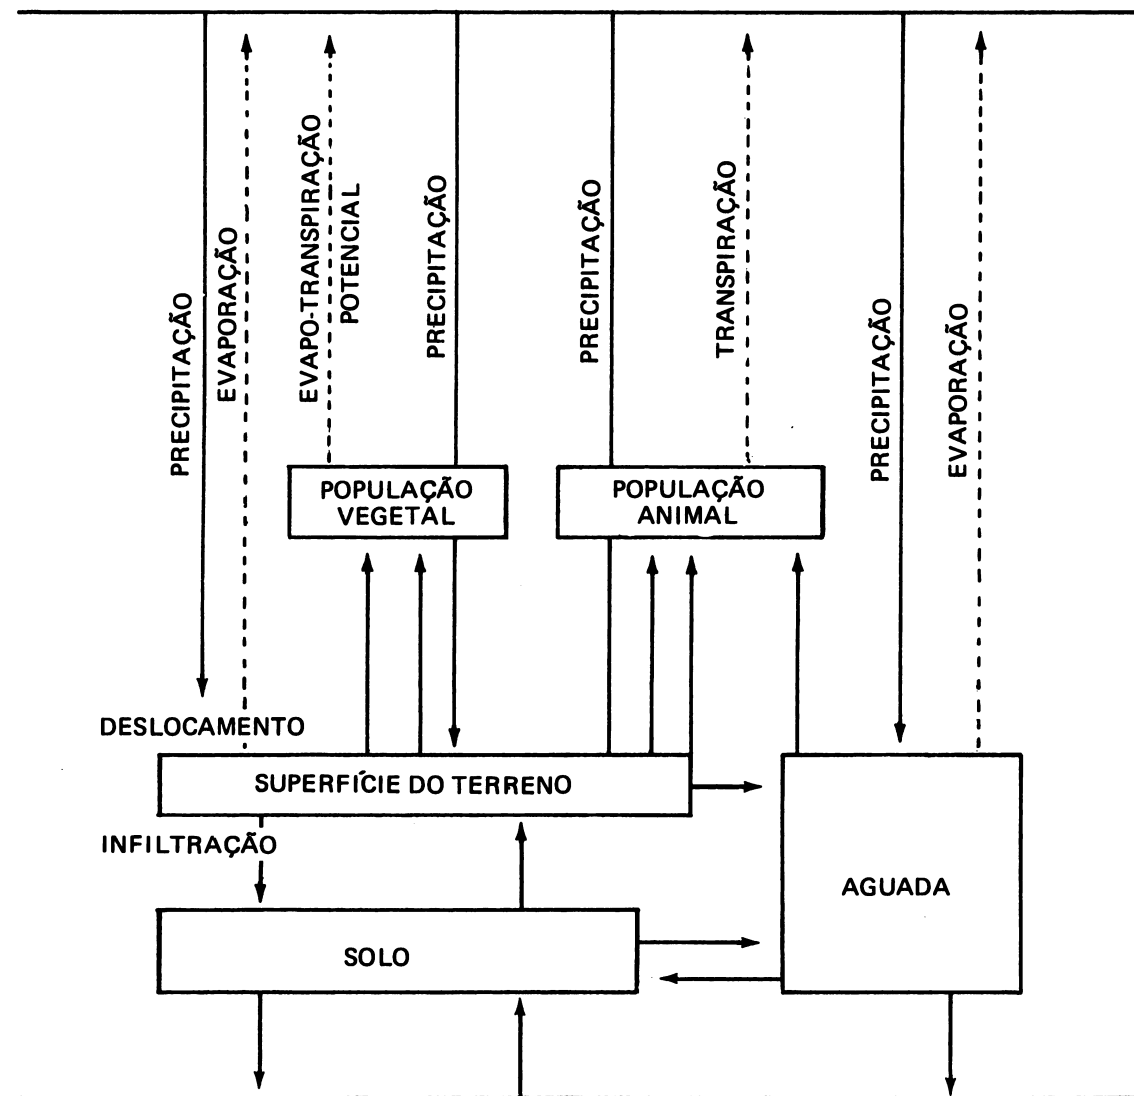 PRECIPITAÇÃO
EVAPORAÇÃO
EVAPO-TRANSPIRAÇÃO
POTENCIAL
PRECIPITAÇÃO
PRECIPITAÇÃO
TRANSPIRAÇÃO
PRECIPITAÇÃO
EVAPORAÇÃO
POPULAÇÃO
VEGETAL
POPULAÇÃO
ANIMAL
DESLOCAMENTO
SUPERFÍCIE DO TERRENO
INFILTRAÇÃO
AGUADA
SOLO